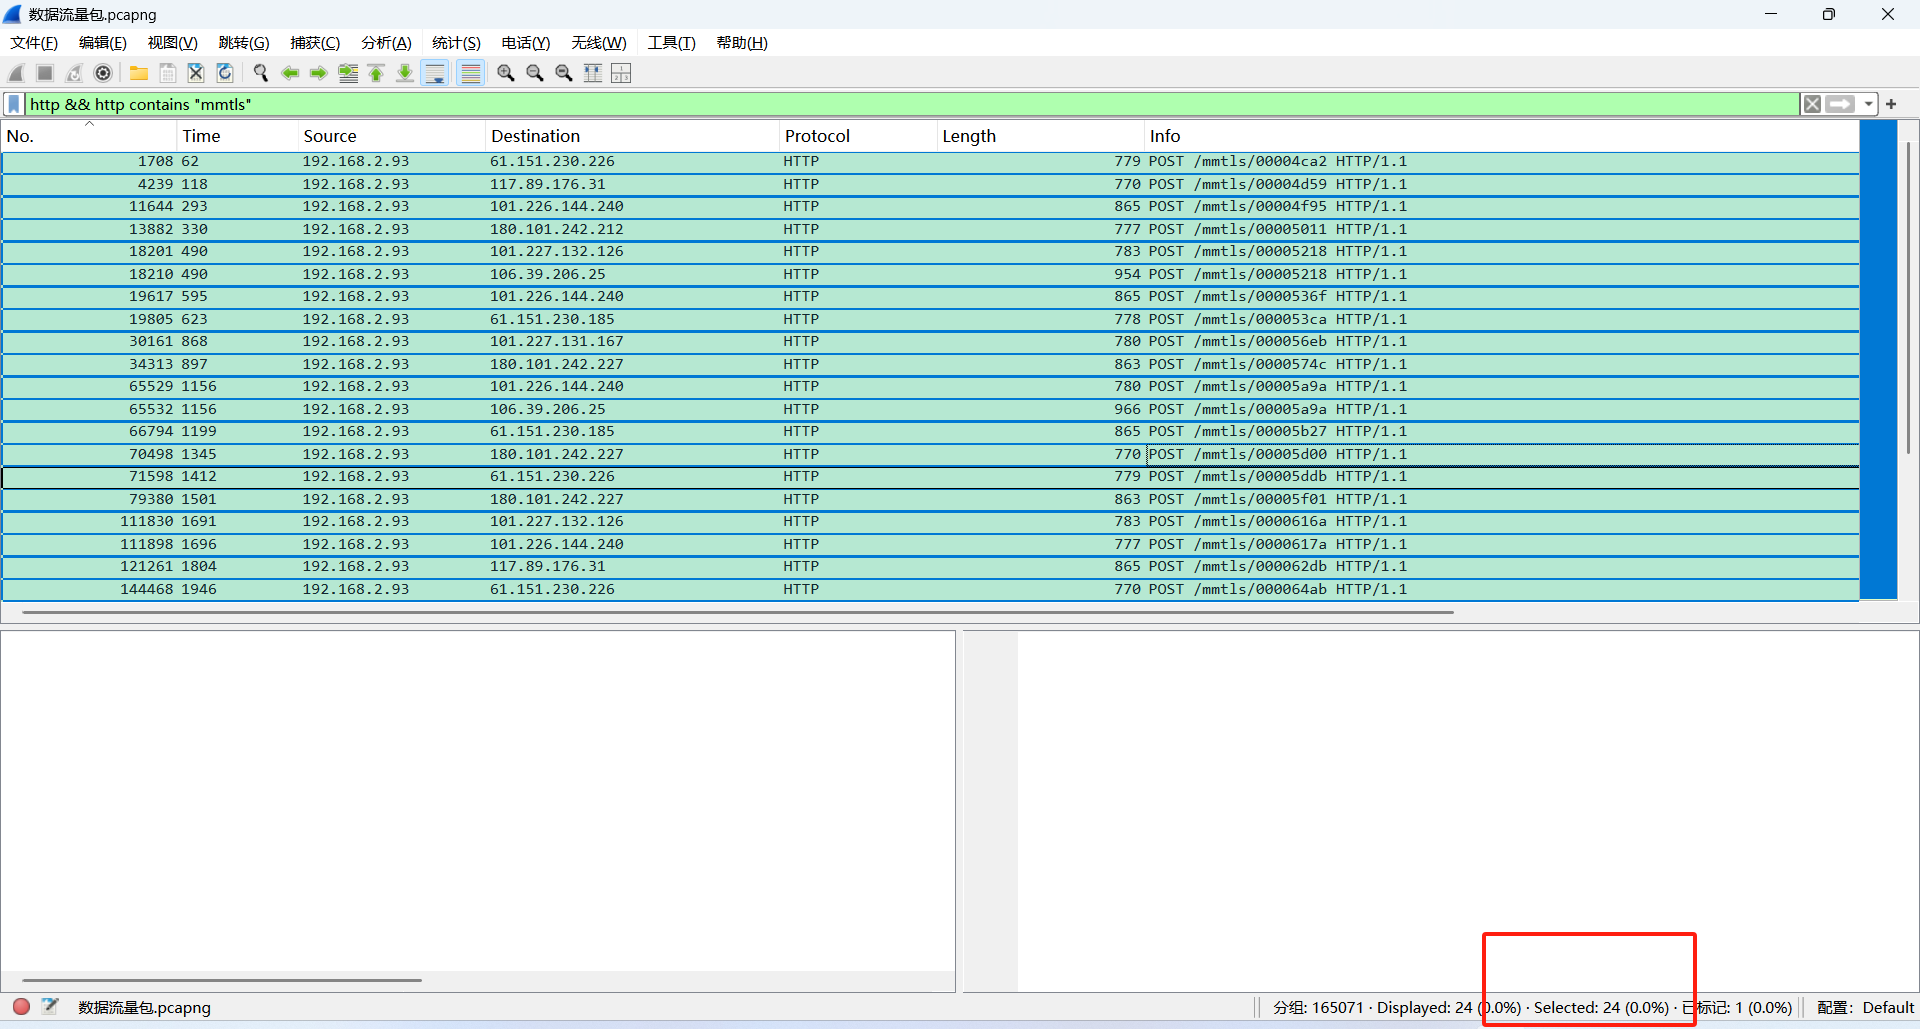 数据流量包.pcapng
文件(F) 编辑(E) 视图(V) 跳转(G) 捕获(C) 分析(A) 统计(S) 电话(Y) 无线(W) 工具(T) 帮助(H)
http && http contains "mmtls"
No. Time Source Destination Protocol Length Info
1708 62 192.168.2.93 61.151.230.226 HTTP 779 POST /mmtls/00004ca2 HTTP/1.1
4239 118 192.168.2.93 117.89.176.31 HTTP 770 POST /mmtls/00004d59 HTTP/1.1
11644 293 192.168.2.93 101.226.144.240 HTTP 865 POST /mmtls/00004f95 HTTP/1.1
13882 330 192.168.2.93 180.101.242.212 HTTP 777 POST /mmtls/00005011 HTTP/1.1
18201 490 192.168.2.93 101.227.132.126 HTTP 783 POST /mmtls/00005218 HTTP/1.1
18210 490 192.168.2.93 106.39.206.25 HTTP 954 POST /mmtls/00005218 HTTP/1.1
19617 595 192.168.2.93 101.226.144.240 HTTP 865 POST /mmtls/0000536f HTTP/1.1
19805 623 192.168.2.93 61.151.230.185 HTTP 778 POST /mmtls/000053ca HTTP/1.1
30161 868 192.168.2.93 101.227.131.167 HTTP 780 POST /mmtls/000056eb HTTP/1.1
34313 897 192.168.2.93 180.101.242.227 HTTP 863 POST /mmtls/0000574c HTTP/1.1
65529 1156 192.168.2.93 101.226.144.240 HTTP 780 POST /mmtls/00005a9a HTTP/1.1
65532 1156 192.168.2.93 106.39.206.25 HTTP 966 POST /mmtls/00005a9a HTTP/1.1
66794 1199 192.168.2.93 61.151.230.185 HTTP 865 POST /mmtls/00005b27 HTTP/1.1
70498 1345 192.168.2.93 180.101.242.227 HTTP 770 POST /mmtls/00005d00 HTTP/1.1
71598 1412 192.168.2.93 61.151.230.226 HTTP 779 POST /mmtls/00005ddb HTTP/1.1
79380 1501 192.168.2.93 180.101.242.227 HTTP 863 POST /mmtls/00005f01 HTTP/1.1
111830 1691 192.168.2.93 101.227.132.126 HTTP 783 POST /mmtls/0000616a HTTP/1.1
111898 1696 192.168.2.93 101.226.144.240 HTTP 777 POST /mmtls/0000617a HTTP/1.1
121261 1804 192.168.2.93 117.89.176.31 HTTP 865 POST /mmtls/000062db HTTP/1.1
144468 1946 192.168.2.93 61.151.230.226 HTTP 770 POST /mmtls/000064ab HTTP/1.1
数据流量包.pcapng 分组: 165071 · Displayed: 24 (0.0%) · Selected: 24 (0.0%) · 已标记: 1 (0.0%) 配置: Default